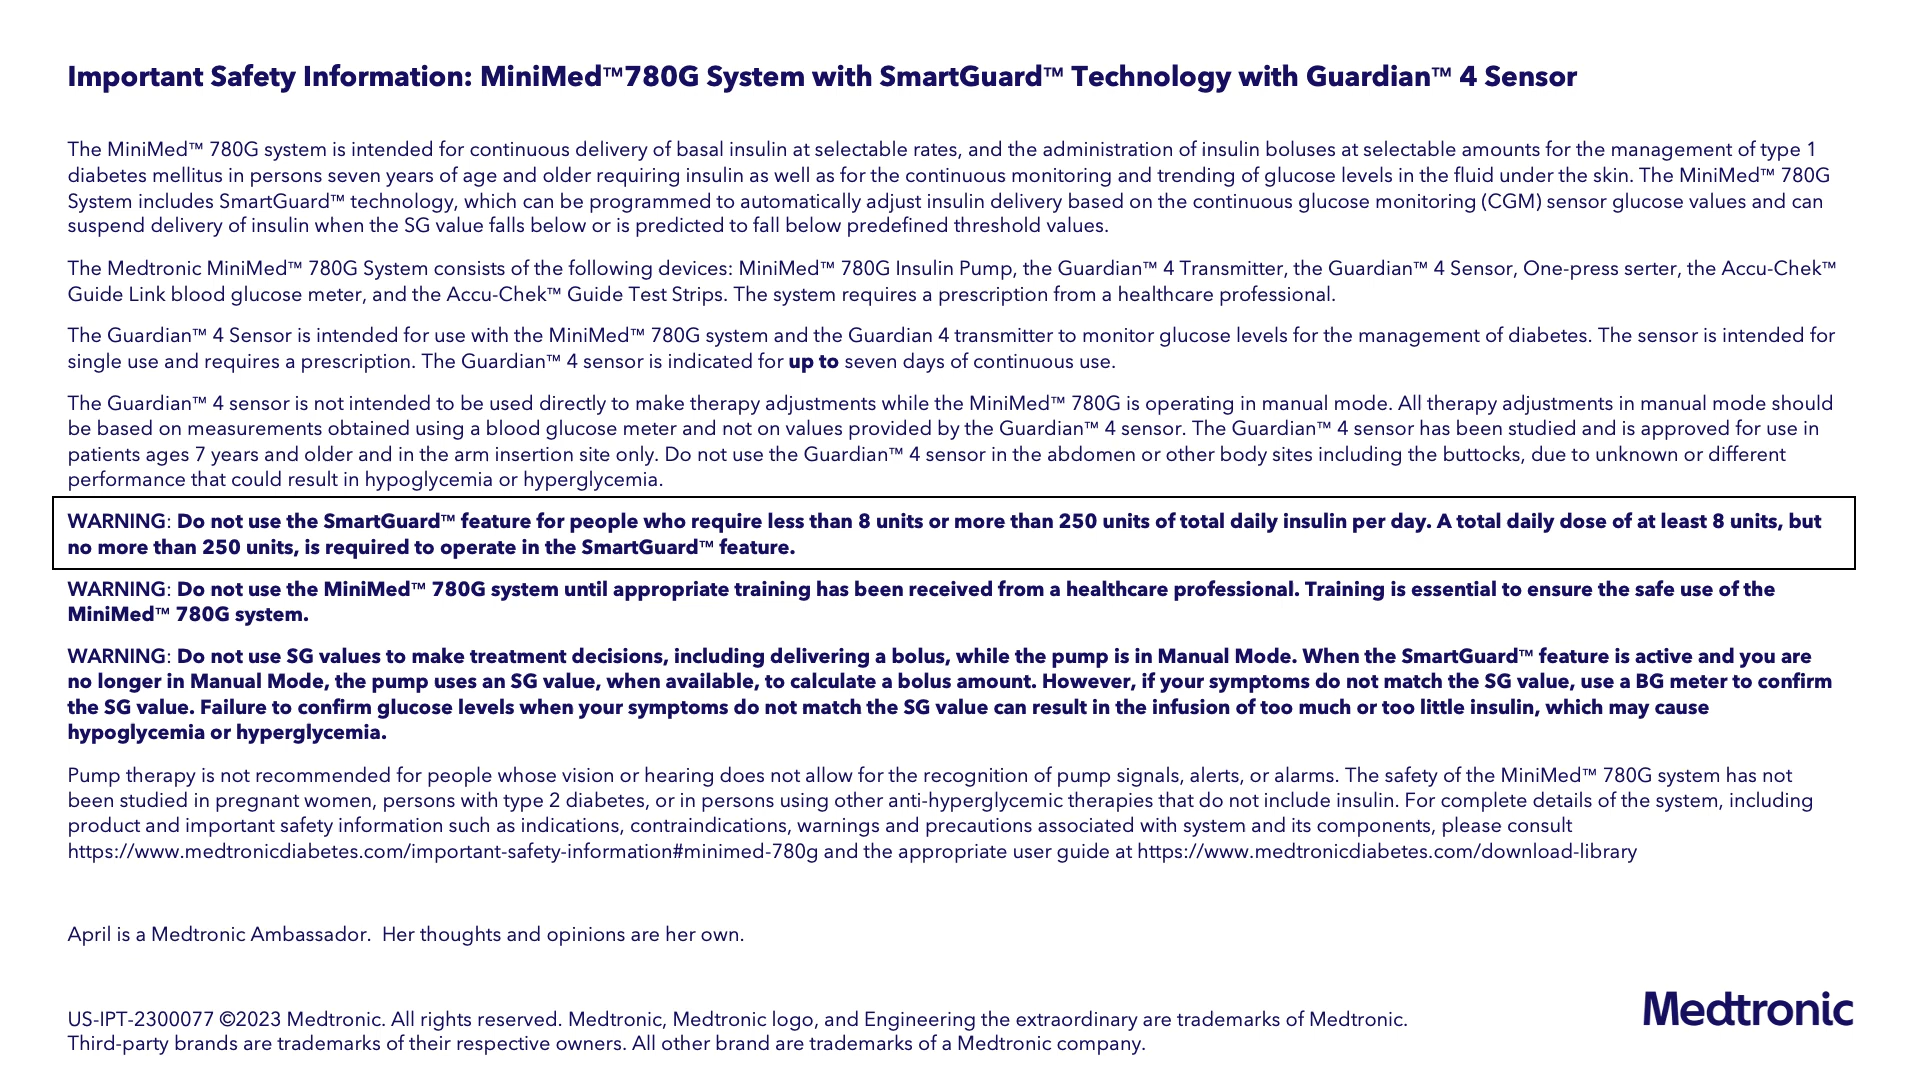 Important Safety Information: MiniMed™780G System with SmartGuard™ Technology with Guardian™ 4 Sensor
The MiniMed™ 780G system is intended for continuous delivery of basal insulin at selectable rates, and the administration of insulin boluses at selectable amounts for the management of type 1
diabetes mellitus in persons seven years of age and older requiring insulin as well as for the continuous monitoring and trending of glucose levels in the fluid under the skin. The MiniMed™ 780G
System includes SmartGuard™ technology, which can be programmed to automatically adjust insulin delivery based on the continuous glucose monitoring (CGM) sensor glucose values and can
suspend delivery of insulin when the SG value falls below or is predicted to fall below predefined threshold values.
The Medtronic MiniMed™ 780G System consists of the following devices: MiniMed™ 780G Insulin Pump, the Guardian™ 4 Transmitter, the Guardian™ 4 Sensor, One-press serter, the Accu-Chek™
Guide Link blood glucose meter, and the Accu-Chek™ Guide Test Strips. The system requires a prescription from a healthcare professional.
The Guardian™ 4 Sensor is intended for use with the MiniMed™ 780G system and the Guardian 4 transmitter to monitor glucose levels for the management of diabetes. The sensor is intended for
single use and requires a prescription. The Guardian™ 4 sensor is indicated for up to seven days of continuous use.
The Guardian™ 4 sensor is not intended to be used directly to make therapy adjustments while the MiniMed™ 780G is operating in manual mode. All therapy adjustments in manual mode should
be based on measurements obtained using a blood glucose meter and not on values provided by the Guardian™ 4 sensor. The Guardian™ 4 sensor has been studied and is approved for use in
patients ages 7 years and older and in the arm insertion site only. Do not use the Guardian™ 4 sensor in the abdomen or other body sites including the buttocks, due to unknown or different
performance that could result in hypoglycemia or hyperglycemia.
WARNING: Do not use the SmartGuard™ feature for people who require less than 8 units or more than 250 units of total daily insulin per day. A total daily dose of at least 8 units, but
no more than 250 units, is required to operate in the SmartGuard™ feature.
WARNING: Do not use the MiniMed™ 780G system until appropriate training has been received from a healthcare professional. Training is essential to ensure the safe use of the
MiniMed™ 780G system.
WARNING: Do not use SG values to make treatment decisions, including delivering a bolus, while the pump is in Manual Mode. When the SmartGuard™ feature is active and you are
no longer in Manual Mode, the pump uses an SG value, when available, to calculate a bolus amount. However, if your symptoms do not match the SG value, use a BG meter to confirm
the SG value. Failure to confirm glucose levels when your symptoms do not match the SG value can result in the infusion of too much or too little insulin, which may cause
hypoglycemia or hyperglycemia.
Pump therapy is not recommended for people whose vision or hearing does not allow for the recognition of pump signals, alerts, or alarms. The safety of the MiniMed™ 780G system has not
been studied in pregnant women, persons with type 2 diabetes, or in persons using other anti-hyperglycemic therapies that do not include insulin. For complete details of the system, including
product and important safety information such as indications, contraindications, warnings and precautions associated with system and its components, please consult
https://www.medtronicdiabetes.com/important-safety-information#minimed-780g and the appropriate user guide at https://www.medtronicdiabetes.com/download-library
April is a Medtronic Ambassador.  Her thoughts and opinions are her own.
US-IPT-2300077 ©2023 Medtronic. All rights reserved. Medtronic, Medtronic logo, and Engineering the extraordinary are trademarks of Medtronic.
Third-party brands are trademarks of their respective owners. All other brand are trademarks of a Medtronic company.
Medtronic